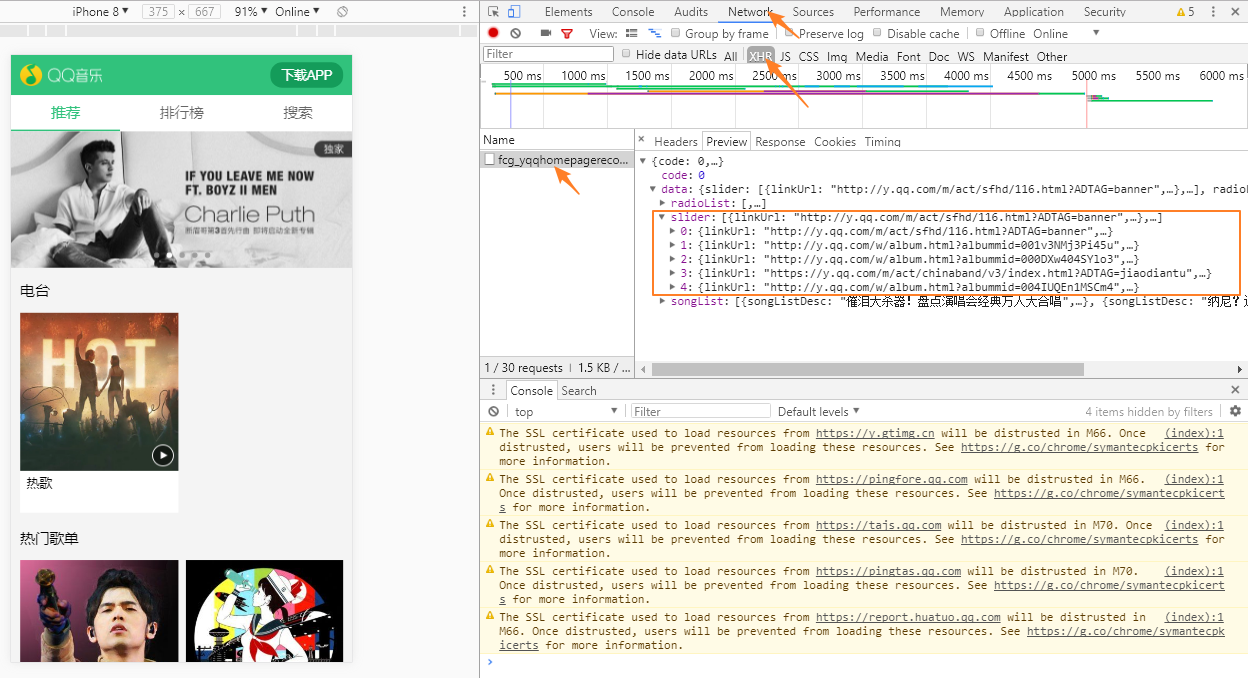 iPhone 8 ▼ 375 × 667 91% ▼ Online ▼
QQ音乐 下载APP
推荐 排行榜 搜索
独家
IF YOU LEAVE ME NOW
FT. BOYZ II MEN
Charlie Puth
断眉哥第3首先行曲 即将启动全新专辑
电台
HOT
热歌
热门歌单
Elements Console Audits Network Sources Performance Memory Application Security 5
View: Group by frame Preserve log Disable cache Offline Online ▼
Filter Hide data URLs All XHR JS CSS Img Media Font Doc WS Manifest Other
500 ms 1000 ms 1500 ms 2000 ms 2500 ms 3000 ms 3500 ms 4000 ms 4500 ms 5000 ms 5500 ms 6000 ms
Name
fcg_yqqhomepagereco...
1 / 30 requests | 1.5 KB / ...
× Headers Preview Response Cookies Timing
▼ {code: 0,…}
code: 0
▼ data: {slider: [{linkUrl: "http://y.qq.com/m/act/sfhd/116.html?ADTAG=banner",…},…], radioL
▶ radioList: [,…]
▼ slider: [{linkUrl: "http://y.qq.com/m/act/sfhd/116.html?ADTAG=banner",…},…]
▶ 0: {linkUrl: "http://y.qq.com/m/act/sfhd/116.html?ADTAG=banner",…}
▶ 1: {linkUrl: "http://y.qq.com/w/album.html?albummid=001v3NMj3Pi45u",…}
▶ 2: {linkUrl: "http://y.qq.com/w/album.html?albummid=000DXw404SYlo3",…}
▶ 3: {linkUrl: "https://y.qq.com/m/act/chinaband/v3/index.html?ADTAG=jiaodiantu",…}
▶ 4: {linkUrl: "http://y.qq.com/w/album.html?albummid=004IUQEn1MSCm4",…}
▶ songList: [{songListDesc: "催泪大杀器！盘点演唱会经典万人大合唱",…}, {songListDesc: "纳尼？
Console Search
top ▼ Filter Default levels ▼ 4 items hidden by filters
The SSL certificate used to load resources from https://y.gtimg.cn will be distrusted in M66. Once (index):1
distrusted, users will be prevented from loading these resources. See https://g.co/chrome/symantecpkicerts for
more information.
The SSL certificate used to load resources from https://pingfore.qq.com will be distrusted in M66. (index):1
Once distrusted, users will be prevented from loading these resources. See https://g.co/chrome/symantecpkicert
s for more information.
The SSL certificate used to load resources from https://tajs.qq.com will be distrusted in M70. Once (index):1
distrusted, users will be prevented from loading these resources. See https://g.co/chrome/symantecpkicerts for
more information.
The SSL certificate used to load resources from https://pingtas.qq.com will be distrusted in M70. (index):1
Once distrusted, users will be prevented from loading these resources. See https://g.co/chrome/symantecpkicert
s for more information.
The SSL certificate used to load resources from https://report.huatuo.qq.com will be distrusted in (index):1
M66. Once distrusted, users will be prevented from loading these resources. See https://g.co/chrome/symantecpk
icerts for more information.